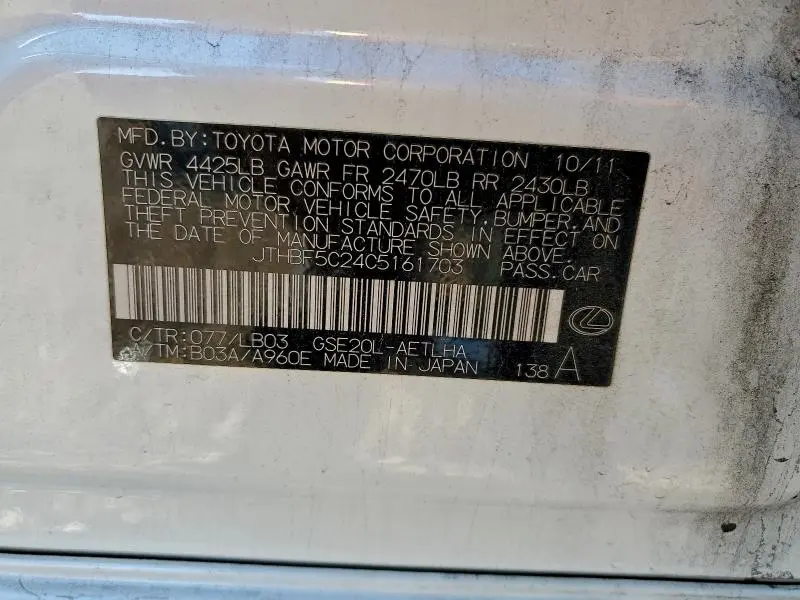 MFD. BY: TOYOTA MOTOR CORPORATION 10/11
GVWR 4425LB GAWR FR 2470LB RR 2430LB
THIS VEHICLE CONFORMS TO ALL APPLICABLE
FEDERAL MOTOR VEHICLE SAFETY, BUMPER, AND
THEFT PREVENTION STANDARDS IN EFFECT ON
THE DATE OF MANUFACTURE SHOWN ABOVE.
JTHBF5C24C5161703 PASS. CAR
C/TR: 077/LB03 GSE20L-AETLHA
A/TM: B03A/A960E MADE IN JAPAN 138 A